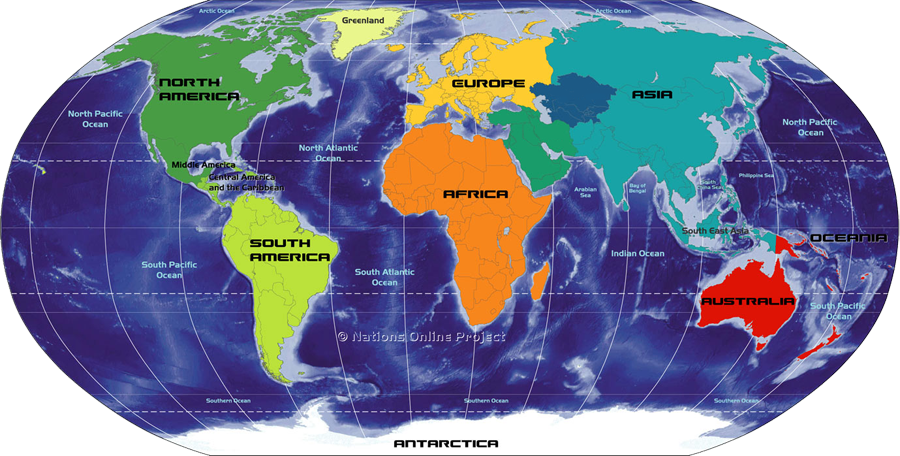 Arctic Ocean
Arctic Ocean
Greenland
NORTH
AMERICA
EUROPE
ASIA
North Pacific
Ocean
North Pacific
Ocean
North Atlantic
Ocean
Middle America
Central America
and the Caribbean
AFRICA
Arabian
Sea
Bay of
Bengal
Philippine Sea
South
China Sea
SOUTH
AMERICA
South East Asia
OCEANIA
Indian Ocean
South Pacific
Ocean
South Atlantic
Ocean
AUSTRALIA
South Pacific
Ocean
© Nations Online Project
Southern Ocean
Southern Ocean
Southern Ocean
ANTARCTICA